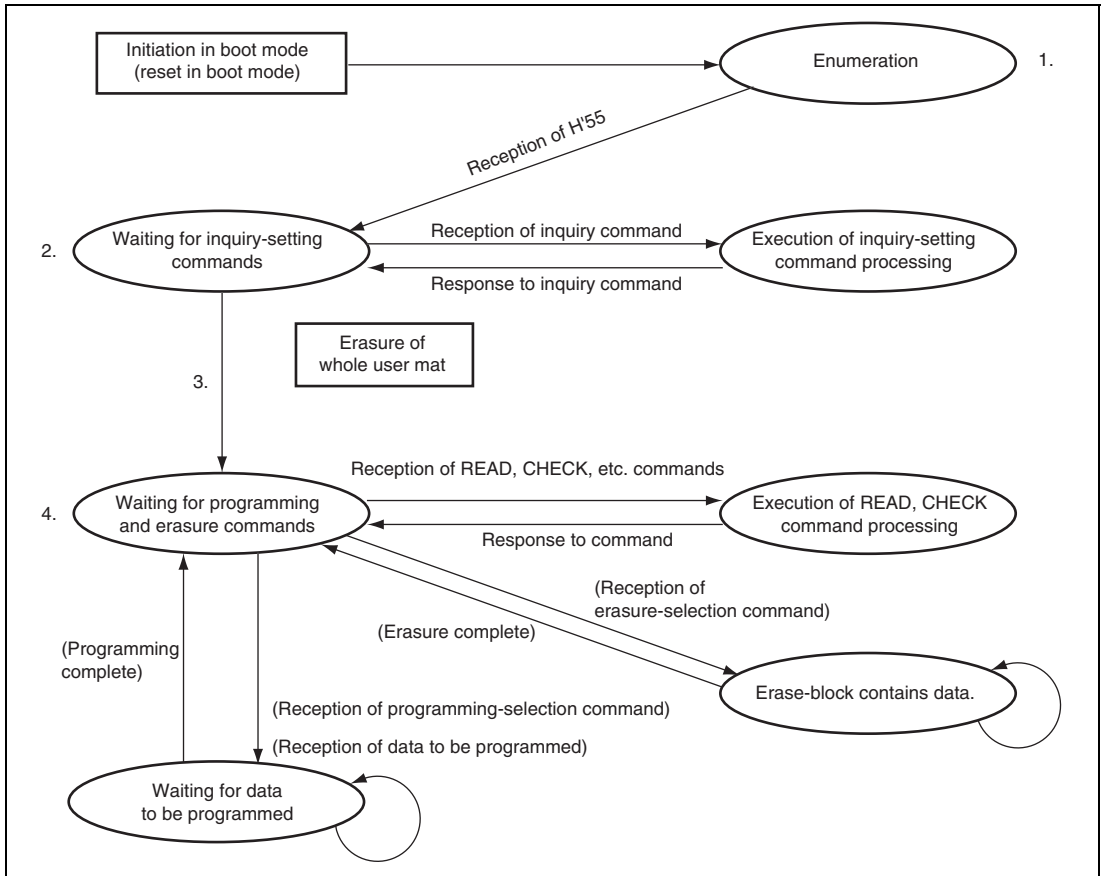 Initiation in boot mode
(reset in boot mode)
Enumeration
1.
Reception of H'55
2.
Waiting for inquiry-setting
commands
Reception of inquiry command
Response to inquiry command
Execution of inquiry-setting
command processing
Erasure of
whole user mat
3.
Reception of READ, CHECK, etc. commands
4.
Waiting for programming
and erasure commands
Execution of READ, CHECK
command processing
Response to command
(Reception of
erasure-selection command)
(Erasure complete)
(Programming
complete)
Erase-block contains data.
(Reception of programming-selection command)
(Reception of data to be programmed)
Waiting for data
to be programmed